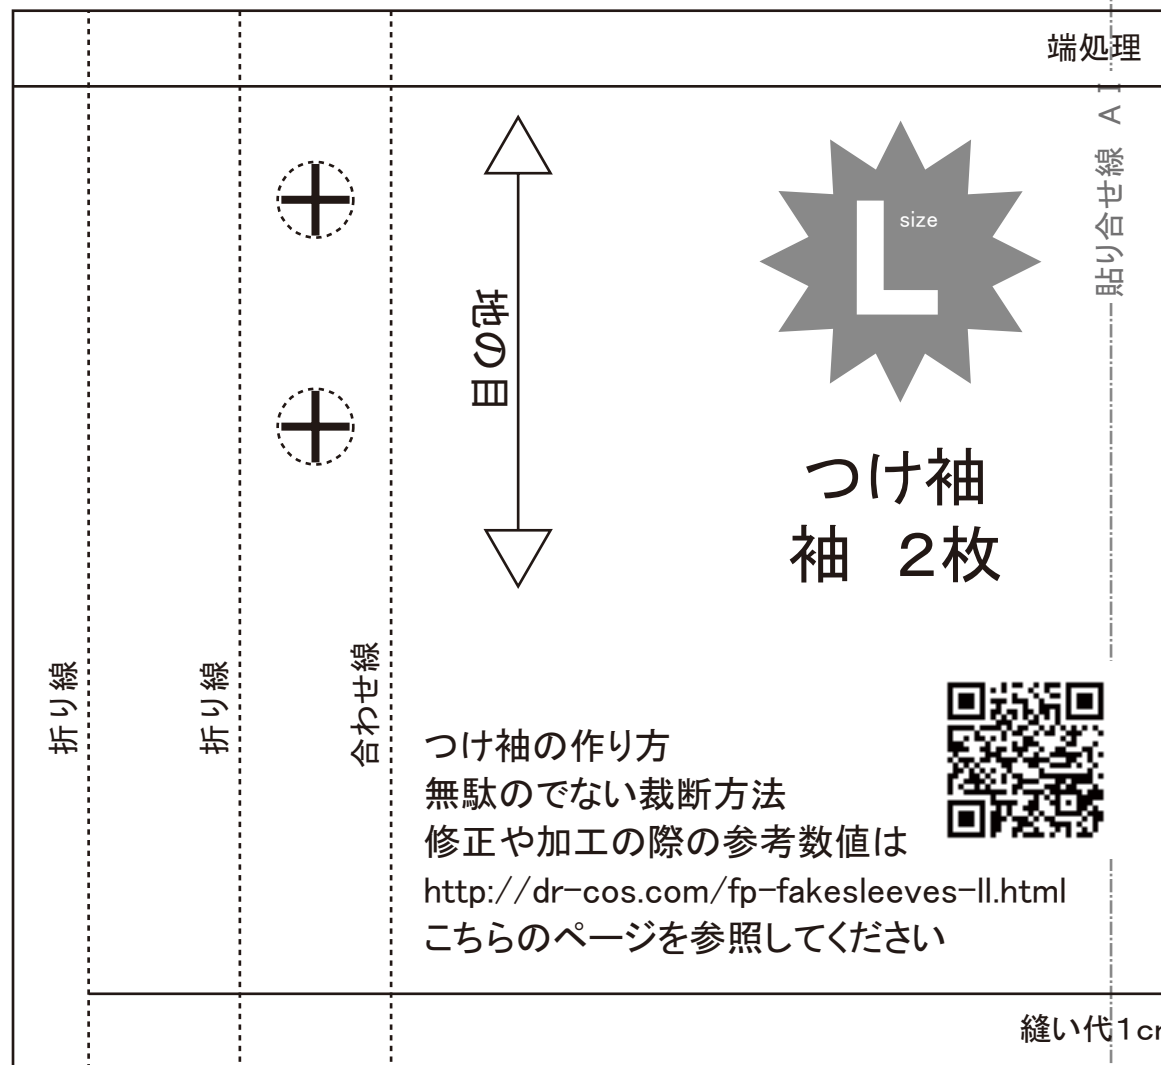 端処理
貼り合せ線 A I
L
size
地の目
つけ袖
袖 2枚
折り線
折り線
合わせ線
つけ袖の作り方
無駄のでない裁断方法
修正や加工の際の参考数値は
http://dr-cos.com/fp-fakesleeves-ll.html
こちらのページを参照してください
縫い代1c